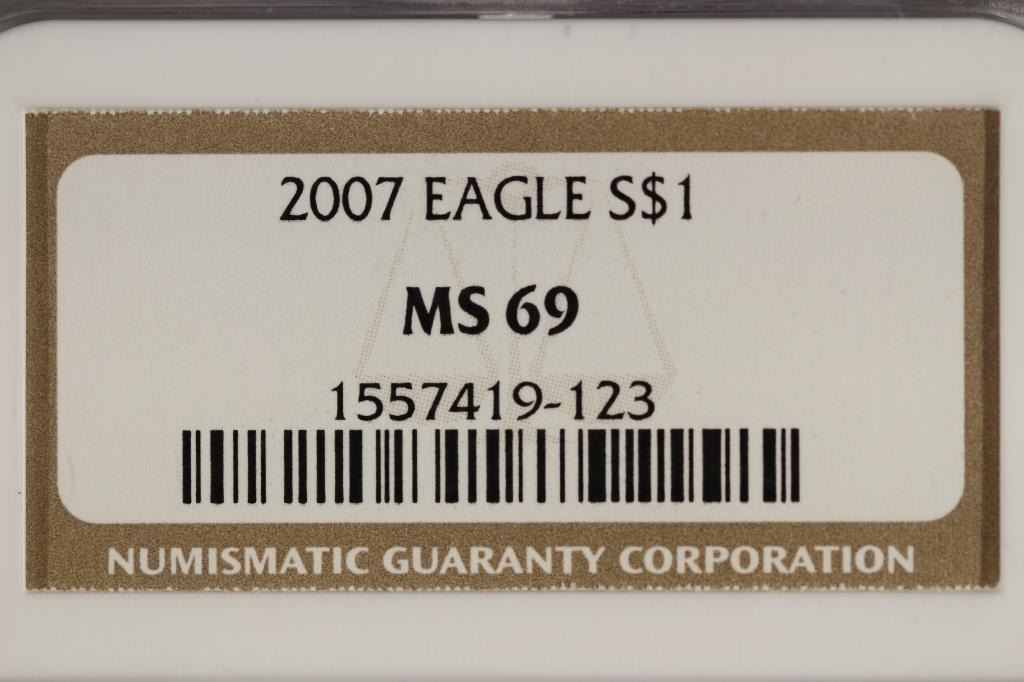 2007 EAGLE S$1
MS 69
1557419-123
NUMISMATIC GUARANTY CORPORATION